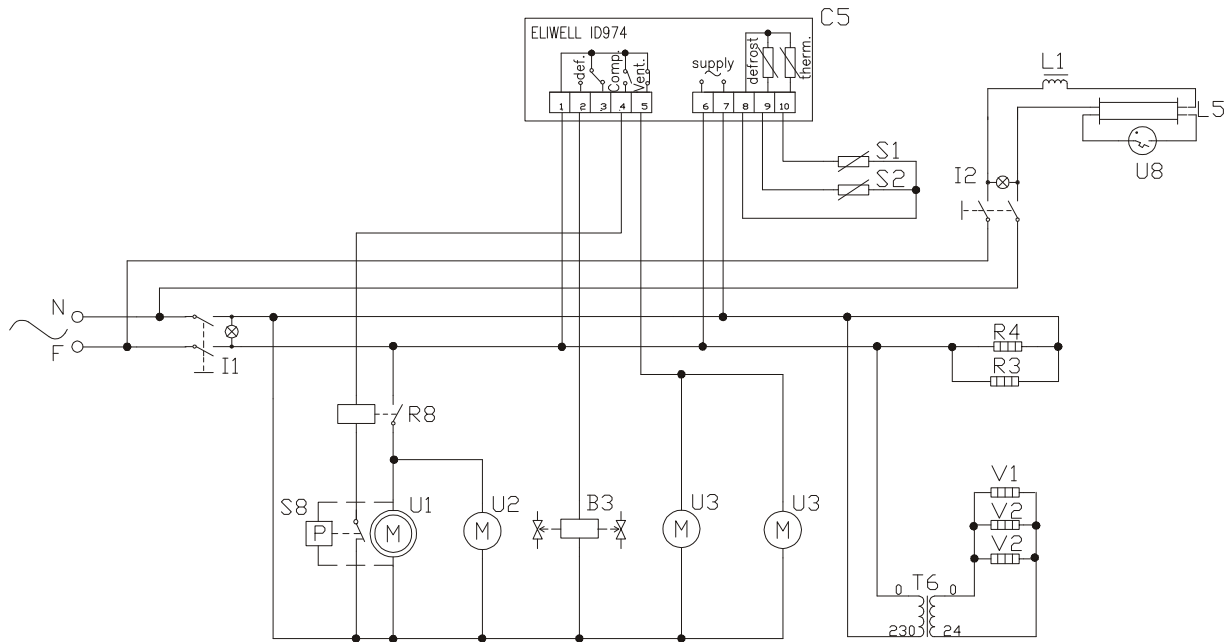 C5
ELIWELL ID974
def.
Comp.
Vent.
supply
defrost
therm.
1 2 3 4 5
6 7 8 9 10
L1
L5
U8
S1
S2
I2
N
F
I1
R4
R3
R8
S8
P
U1
M
U2
M
B3
U3
M
U3
M
V1
V2
V2
T6
0 0
230 24